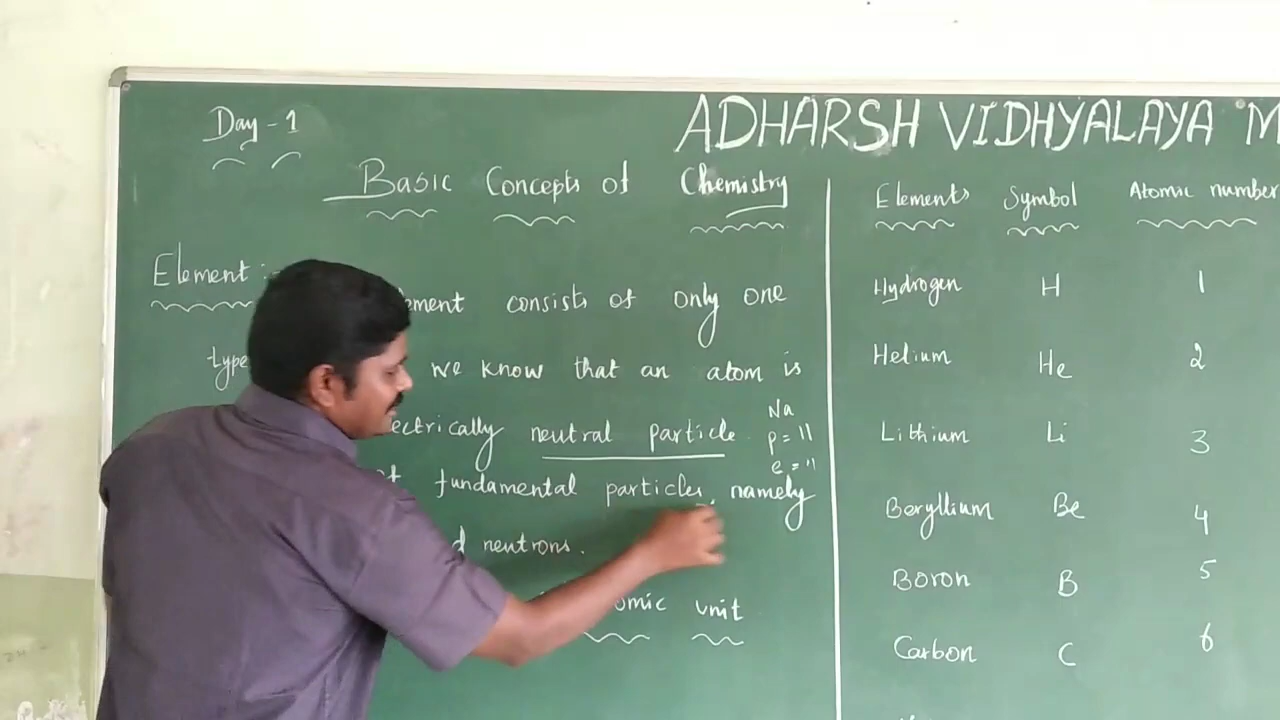 Day - 1
ADHARSH VIDHYALAYA M
Basic Concepts of Chemistry
Element :-
ement consists of only one
type we know that an atom is
ectrically neutral particle.
fundamental particles, namely
d neutrons.
omic unit
Na
p = 11
e = 11
Elements Symbol Atomic number
Hydrogen H 1
Helium He 2
Lithium Li 3
Beryllium Be 4
Boron B 5
Carbon C 6